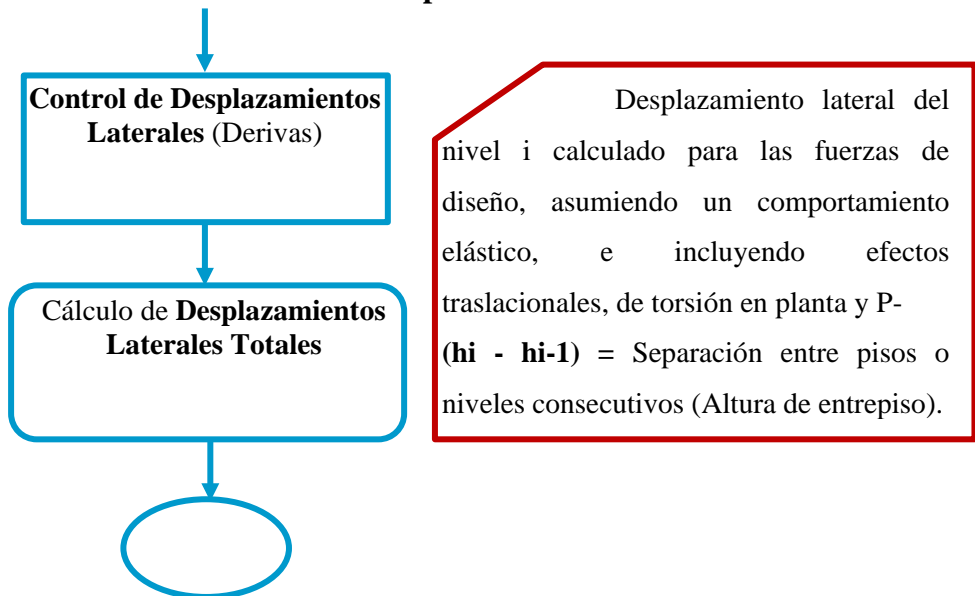 Control de Desplazamientos
Laterales (Derivas)
Cálculo de Desplazamientos
Laterales Totales
Desplazamiento lateral del
nivel i calculado para las fuerzas de
diseño, asumiendo un comportamiento
elástico, e incluyendo efectos
traslacionales, de torsión en planta y P-
(hi - hi-1) = Separación entre pisos o
niveles consecutivos (Altura de entrepiso).